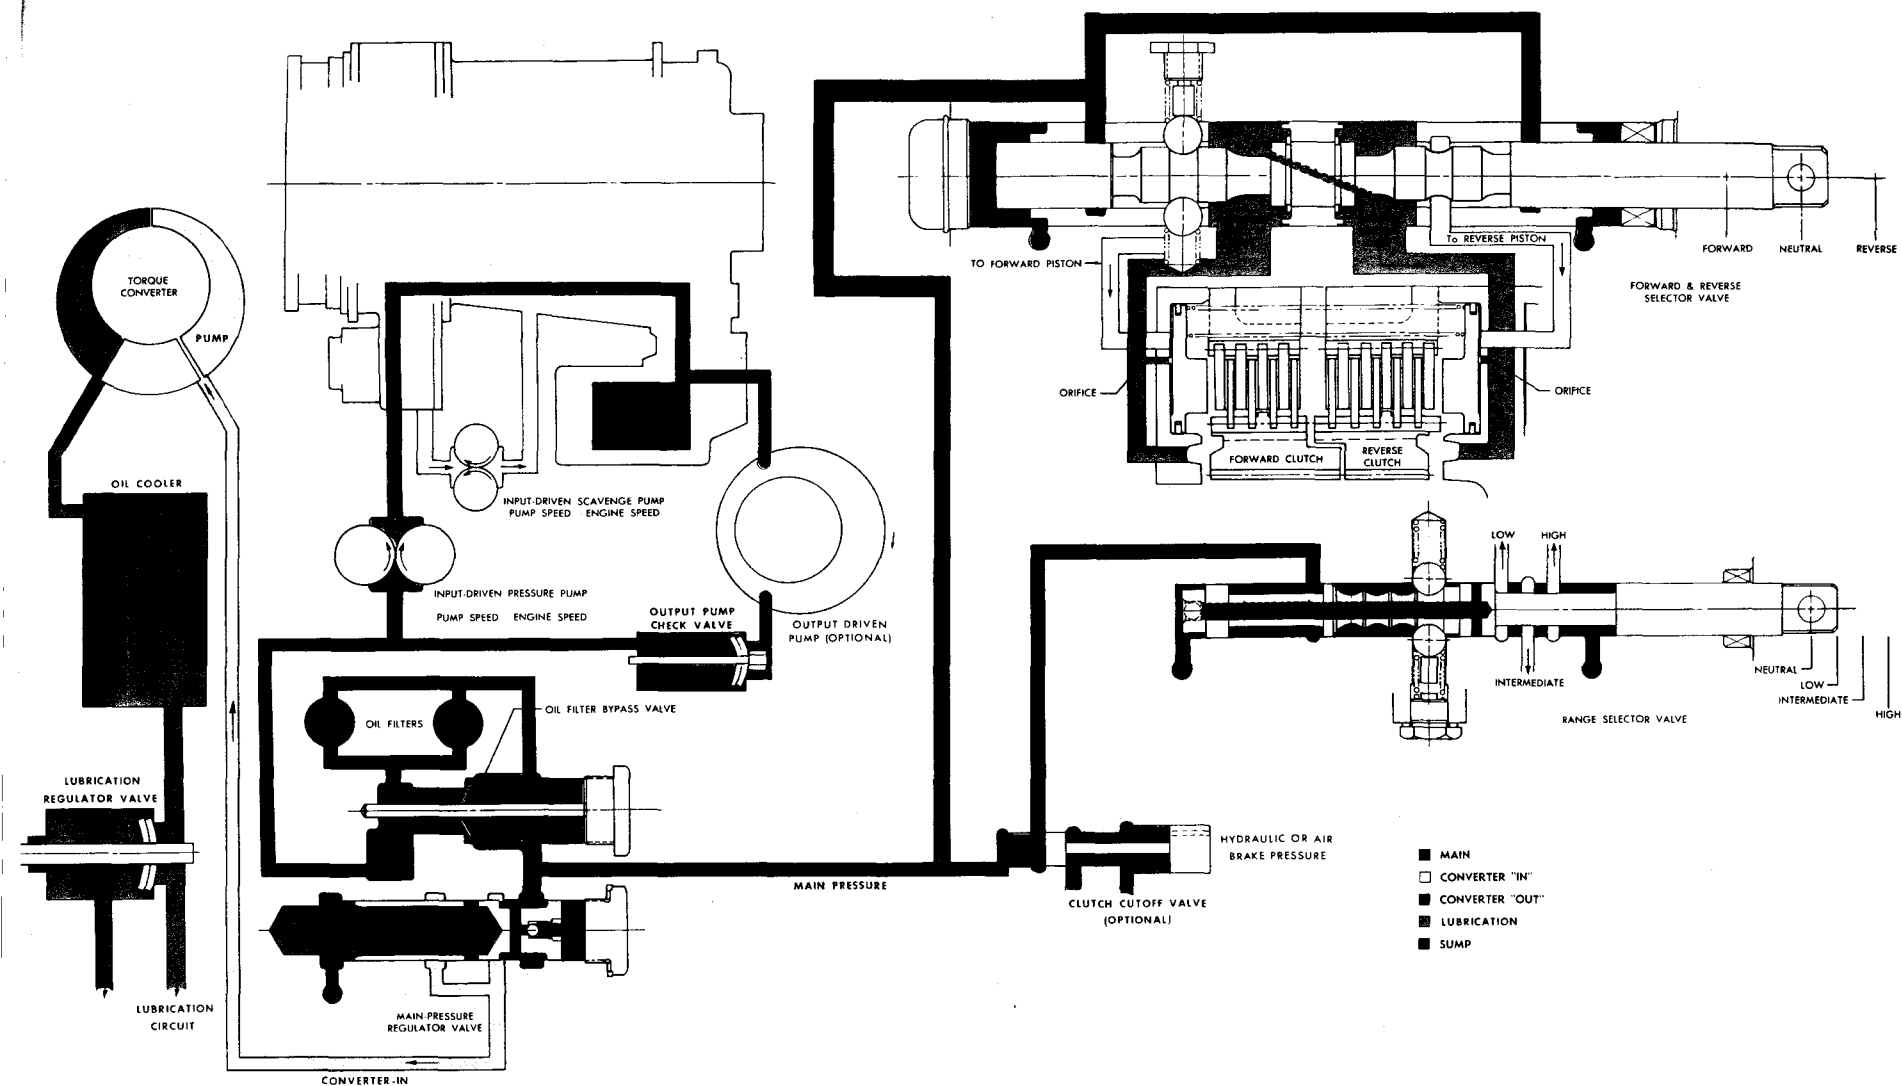 TORQUE
CONVERTER
PUMP
OIL COOLER
LUBRICATION
REGULATOR VALVE
LUBRICATION
CIRCUIT
CONVERTER-IN
INPUT-DRIVEN SCAVENGE PUMP
PUMP SPEED ENGINE SPEED
INPUT-DRIVEN PRESSURE PUMP
PUMP SPEED ENGINE SPEED
OUTPUT PUMP
CHECK VALVE
OUTPUT DRIVEN
PUMP (OPTIONAL)
OIL FILTERS
OIL FILTER BYPASS VALVE
MAIN PRESSURE
MAIN-PRESSURE
REGULATOR VALVE
TO FORWARD PISTON
To REVERSE PISTON
FORWARD
NEUTRAL
REVERSE
FORWARD & REVERSE
SELECTOR VALVE
ORIFICE
ORIFICE
FORWARD CLUTCH
REVERSE
CLUTCH
LOW
HIGH
INTERMEDIATE
NEUTRAL
LOW
INTERMEDIATE
HIGH
RANGE SELECTOR VALVE
HYDRAULIC OR AIR
BRAKE PRESSURE
CLUTCH CUTOFF VALVE
(OPTIONAL)
MAIN
CONVERTER "IN"
CONVERTER "OUT"
LUBRICATION
SUMP